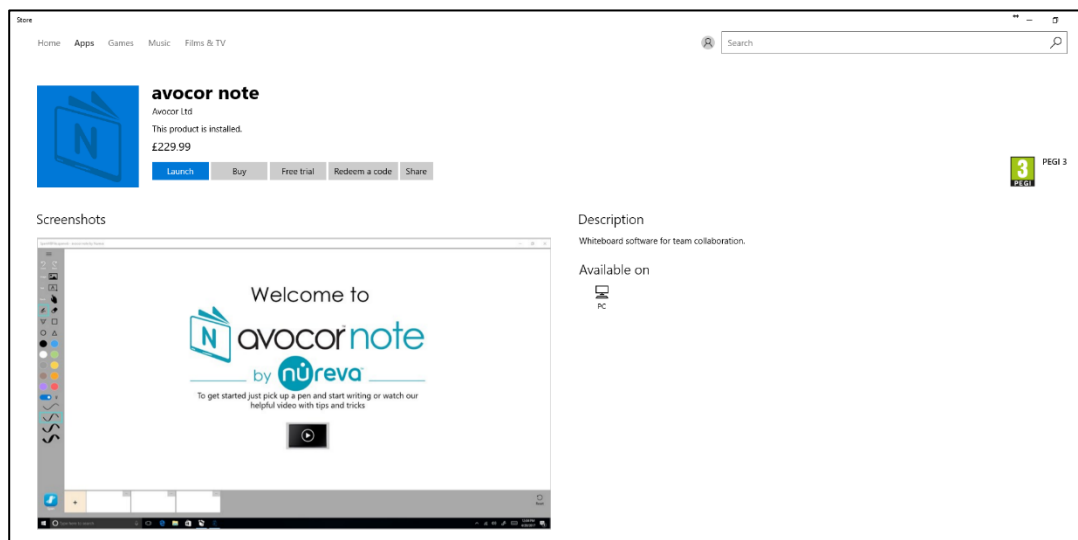 Store
Home Apps Games Music Films & TV
Search
avocor note
Avocor Ltd
This product is installed.
£229.99
Launch Buy Free trial Redeem a code Share
3
PEGI
PEGI 3
Screenshots
Welcome to
N avocor note
by nureva
To get started just pick up a pen and start writing or watch our
helpful video with tips and tricks
Description
Whiteboard software for team collaboration.
Available on
PC